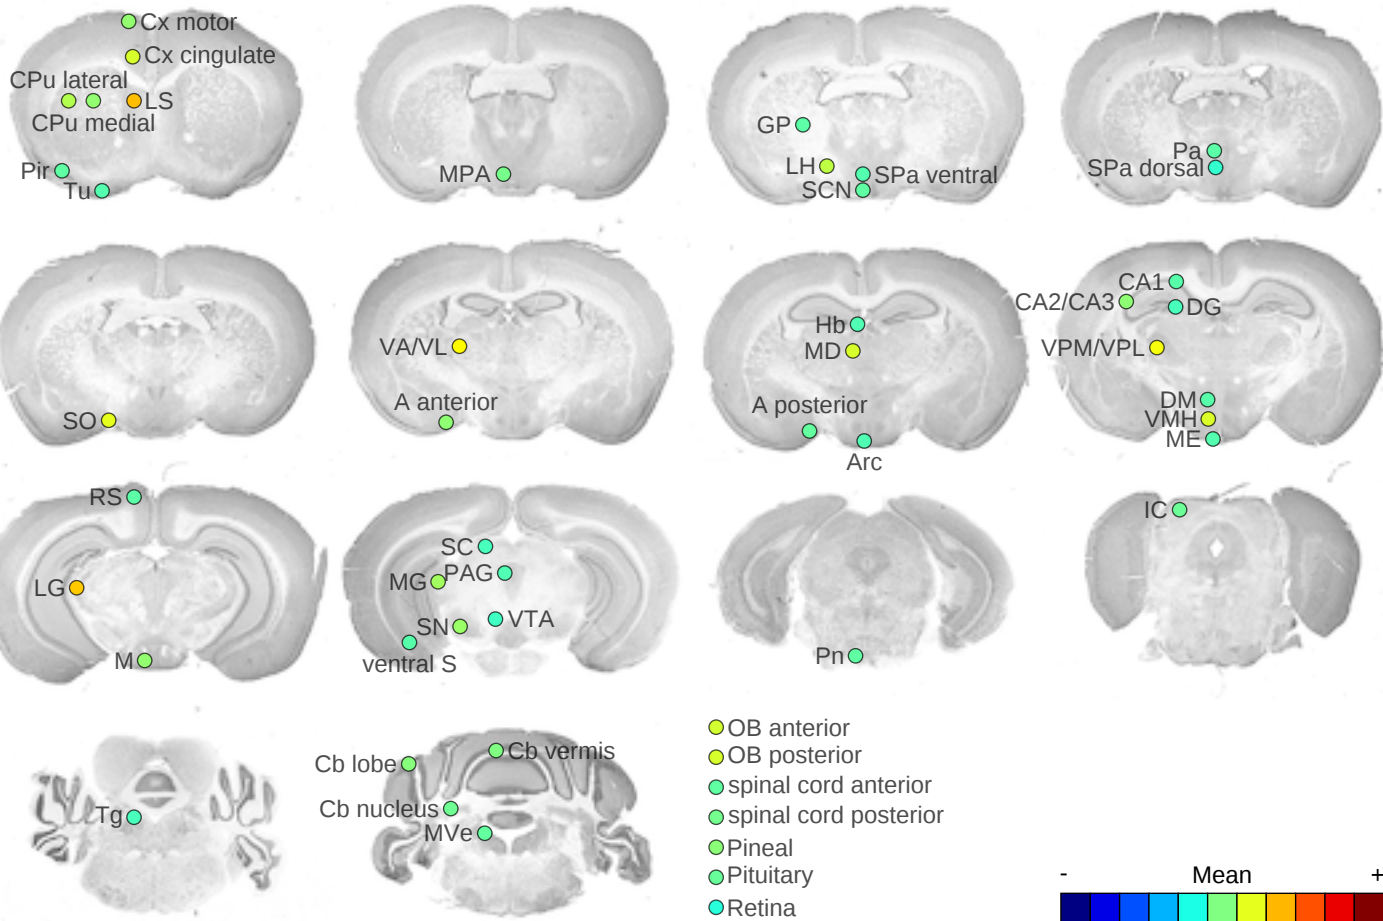 Cx motor
Cx cingulate
CPu lateral
LS
CPu medial
Pir
Tu
MPA
GP
LH
SPa ventral
SCN
Pa
SPa dorsal
SO
VA/VL
A anterior
Hb
MD
A posterior
Arc
CA1
CA2/CA3
DG
VPM/VPL
DM
VMH
ME
RS
LG
M
SC
PAG
MG
VTA
SN
ventral S
Pn
IC
Tg
Cb vermis
Cb lobe
Cb nucleus
MVe
OB anterior
OB posterior
spinal cord anterior
spinal cord posterior
Pineal
Pituitary
Retina
- Mean +